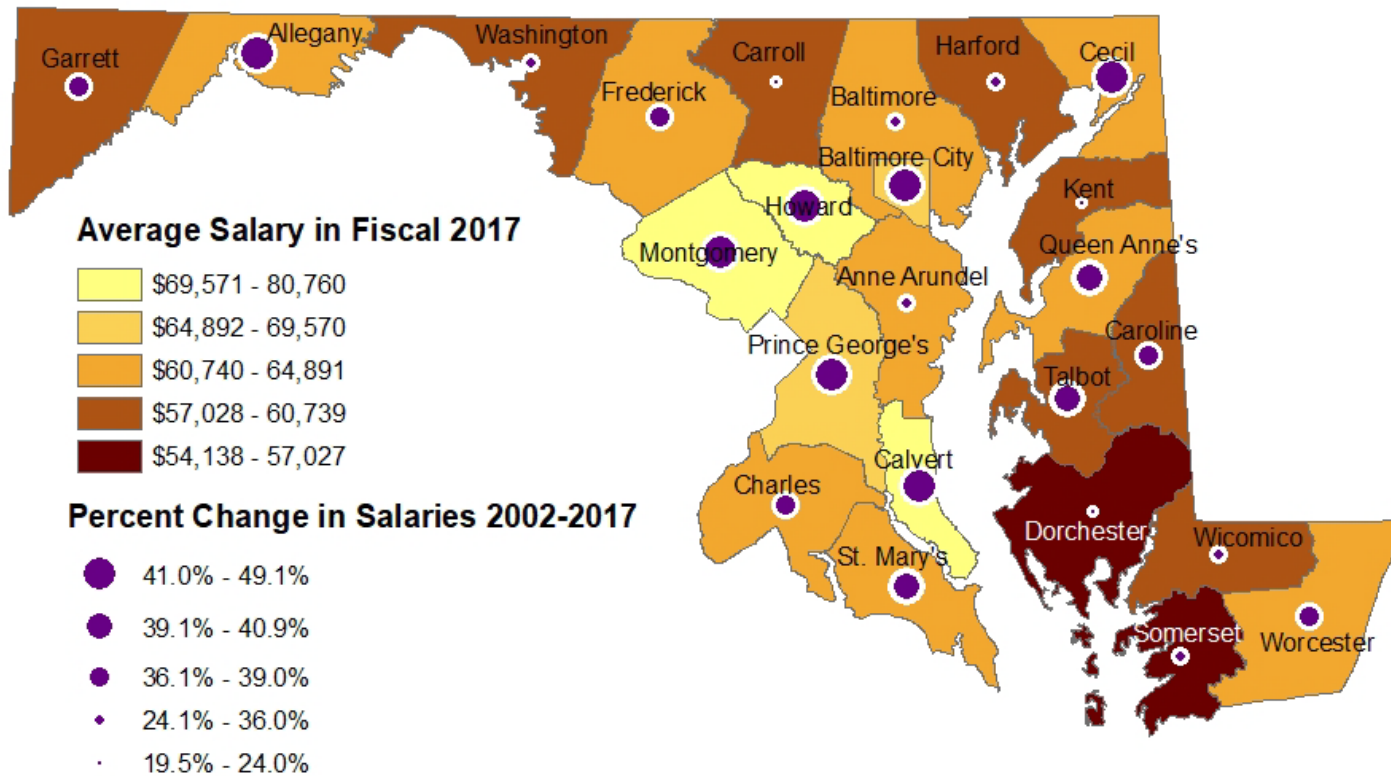 Garrett
Allegany
Washington
Frederick
Carroll
Baltimore
Harford
Cecil
Baltimore City
Howard
Montgomery
Kent
Queen Anne's
Anne Arundel
Prince George's
Caroline
Talbot
Calvert
Charles
St. Mary's
Dorchester
Wicomico
Somerset
Worcester
Average Salary in Fiscal 2017
$69,571 - 80,760
$64,892 - 69,570
$60,740 - 64,891
$57,028 - 60,739
$54,138 - 57,027
Percent Change in Salaries 2002-2017
41.0% - 49.1%
39.1% - 40.9%
36.1% - 39.0%
24.1% - 36.0%
19.5% - 24.0%